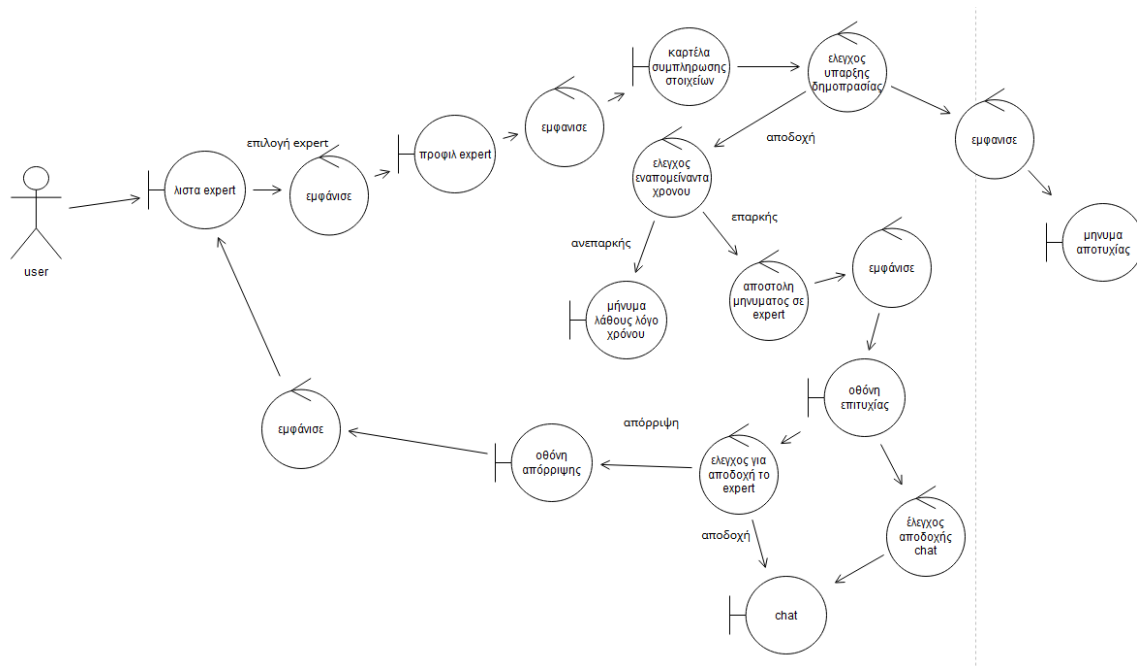 καρτέλα
συμπλήρωσης
στοιχείων
ελεγχος
υπαρξης
δημοπρασίας
εμφανισε
εμφανισε
αποδοχή
επιλογή expert
προφιλ expert
ελεγχος
εναπομείναντα
χρονου
λιστα expert
εμφάνισε
επαρκής
μηνυμα
αποτυχίας
ανεπαρκής
user
εμφάνισε
αποστολη
μηνυματος σε
expert
μήνυμα
λάθους λόγο
χρόνου
οθόνη
επιτυχίας
απόρριψη
εμφάνισε
οθόνη
απόρριψης
ελεγχος για
αποδοχή το
expert
έλεγχος
αποδοχής
chat
αποδοχή
chat